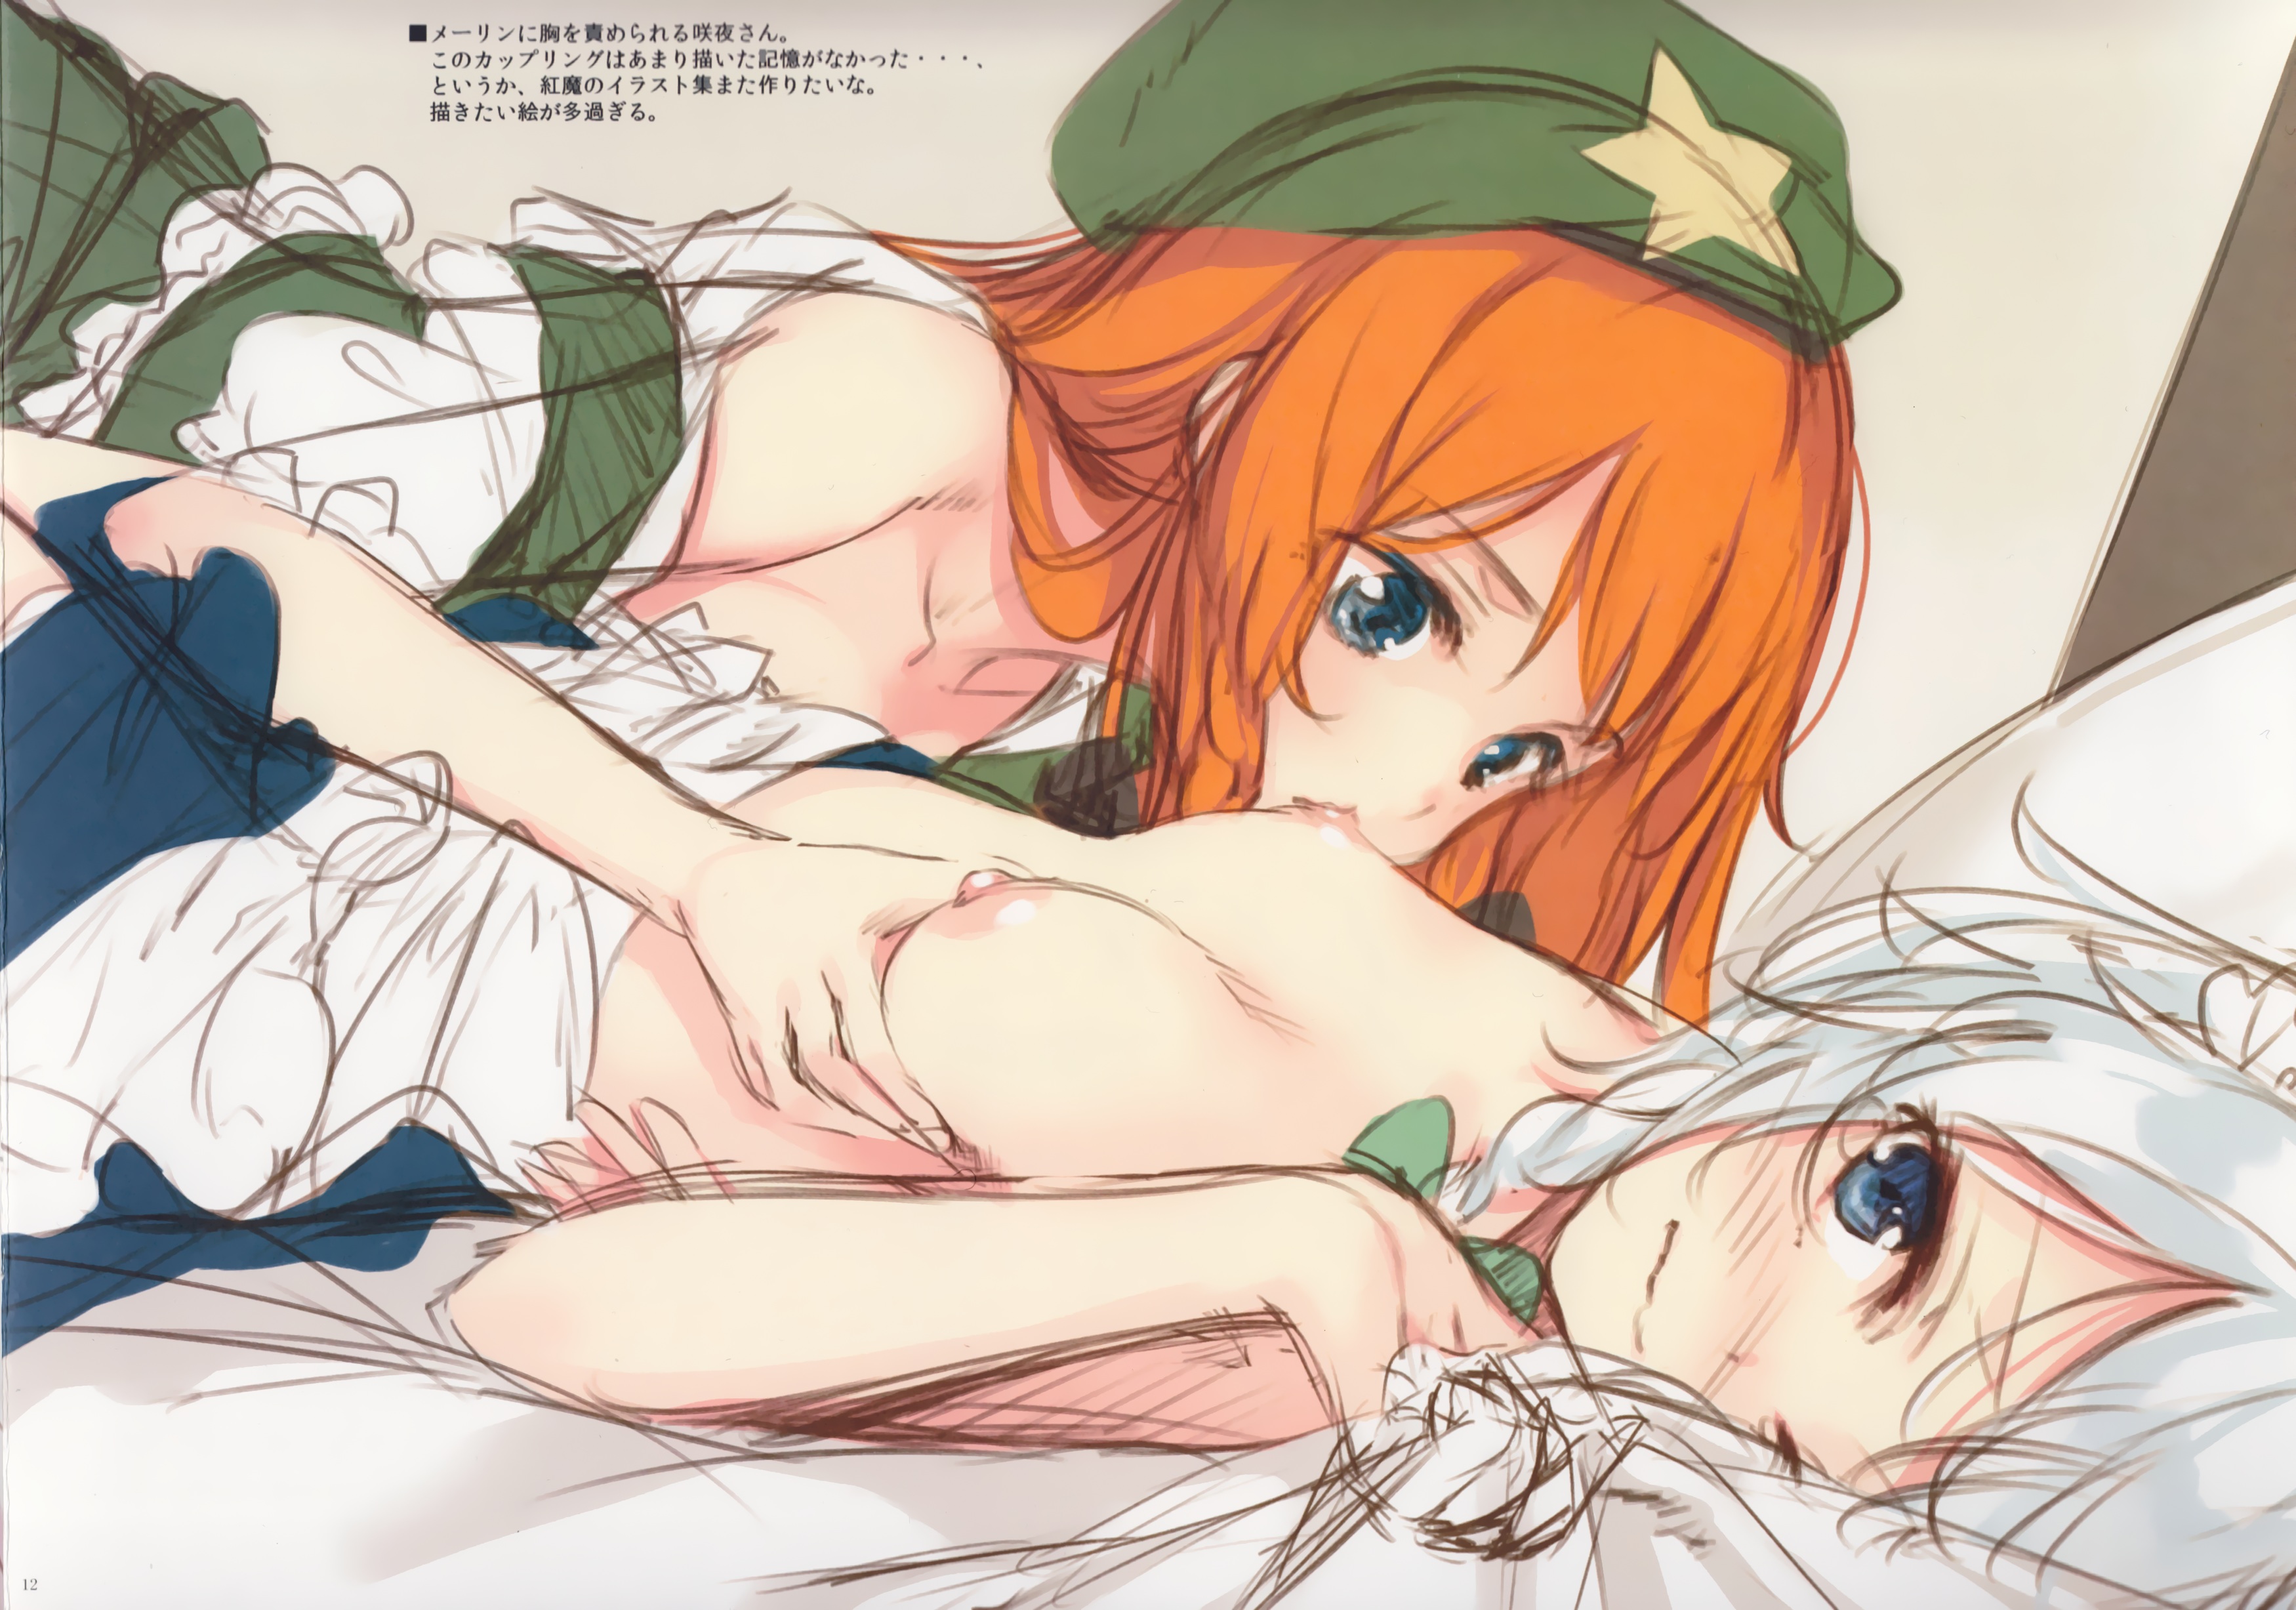 ■メーリンに胸を責められる咲夜さん。
このカップリングはあまり描いた記憶がなかった・・・、
というか、紅魔のイラスト集また作りたいな。
描きたい絵が多過ぎる。
12